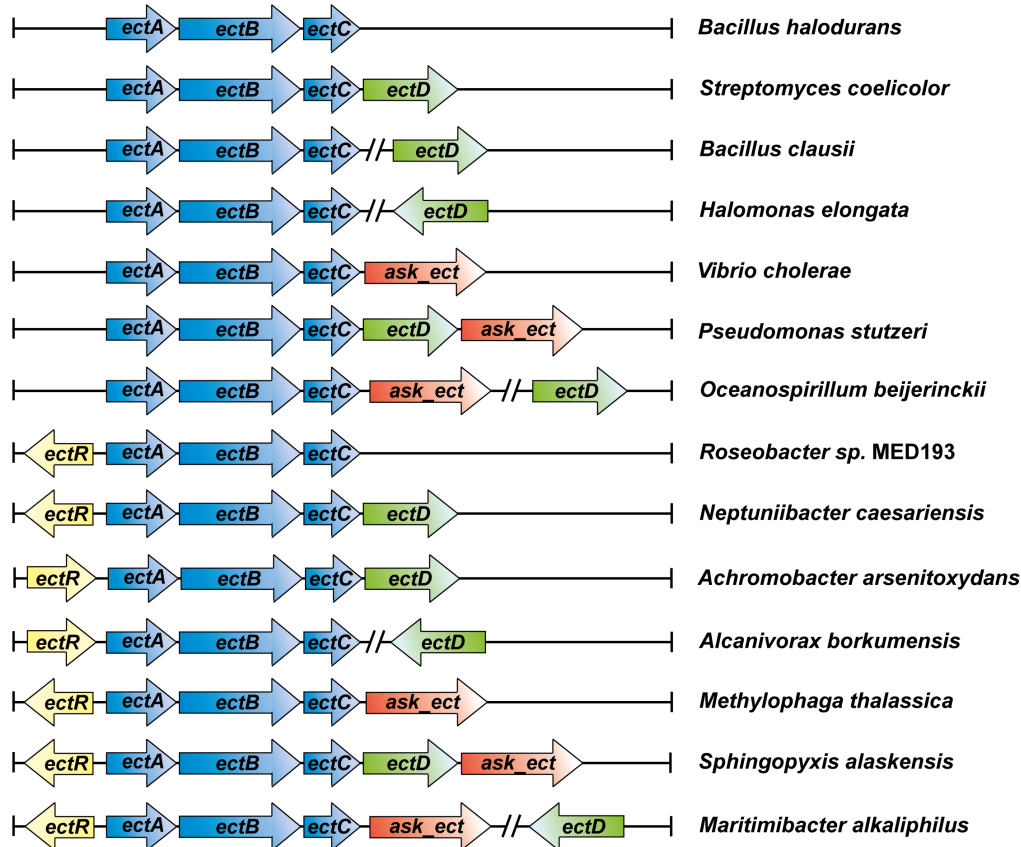 ectA ectB ectC Bacillus halodurans
ectA ectB ectC ectD Streptomyces coelicolor
ectA ectB ectC // ectD Bacillus clausii
ectA ectB ectC // ectD Halomonas elongata
ectA ectB ectC ask_ect Vibrio cholerae
ectA ectB ectC ectD ask_ect Pseudomonas stutzeri
ectA ectB ectC ask_ect // ectD Oceanospirillum beijerinckii
ectR ectA ectB ectC Roseobacter sp. MED193
ectR ectA ectB ectC ectD Neptuniibacter caesariensis
ectR ectA ectB ectC ectD Achromobacter arsenitoxydans
ectR ectA ectB ectC // ectD Alcanivorax borkumensis
ectR ectA ectB ectC ask_ect Methylophaga thalassica
ectR ectA ectB ectC ectD ask_ect Sphingopyxis alaskensis
ectR ectA ectB ectC ask_ect // ectD Maritimibacter alkaliphilus